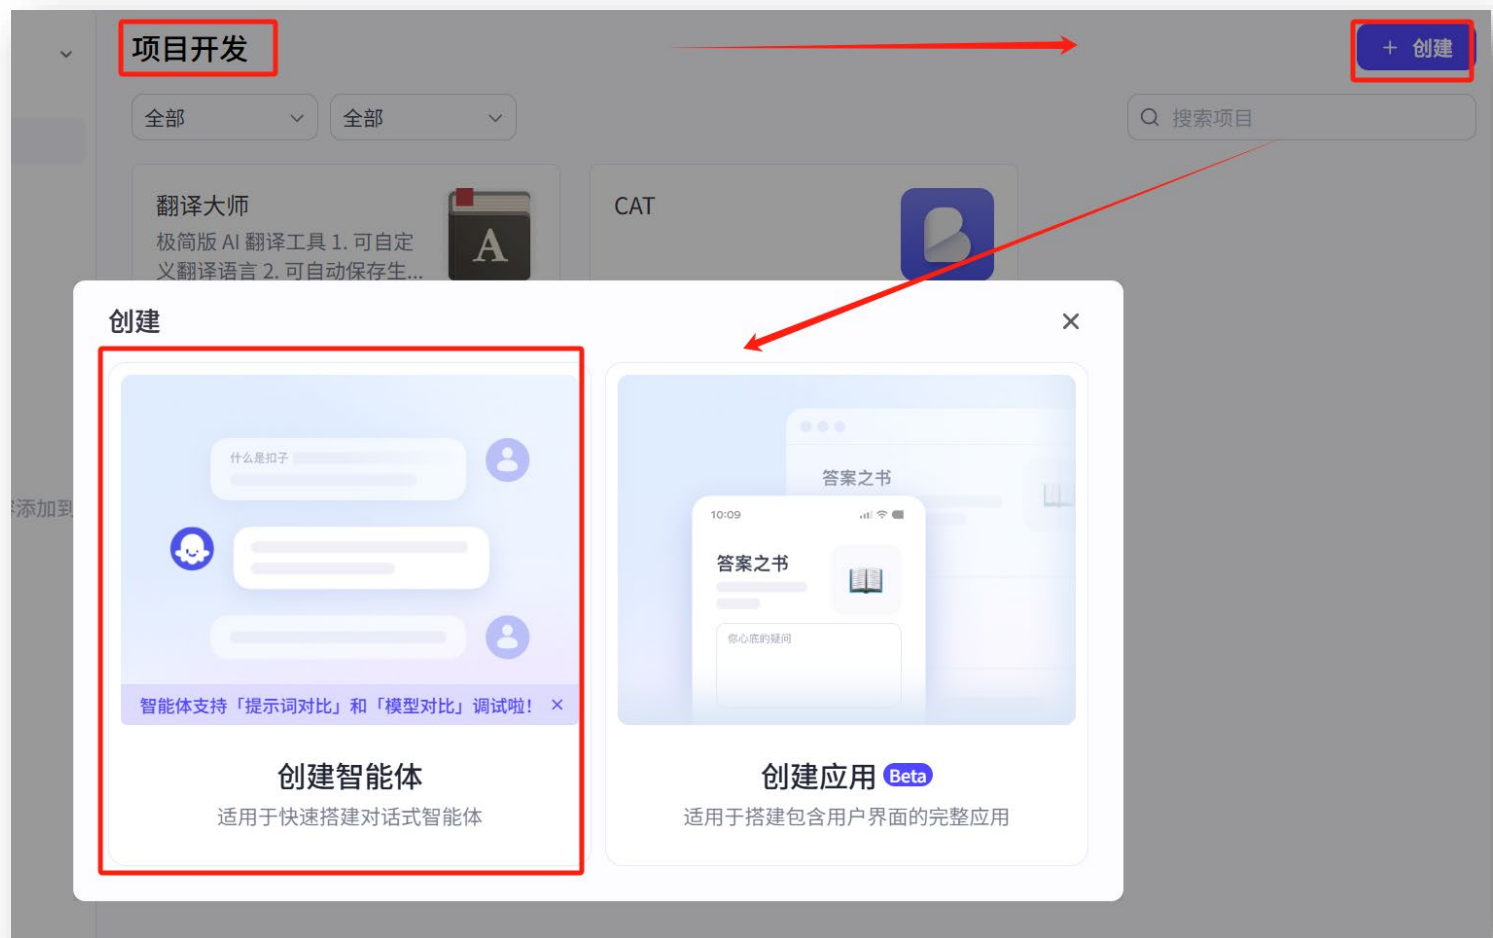 项目开发
+ 创建
全部
全部
搜索项目
翻译大师
极简版 AI 翻译工具 1. 可自定
义翻译语言 2. 可自动保存生...
A
CAT
添加到
创建
什么是扣子
智能体支持「提示词对比」和「模型对比」调试啦!
创建智能体
适用于快速搭建对话式智能体
答案之书
10:09
答案之书
你心底的疑问
创建应用 Beta
适用于搭建包含用户界面的完整应用